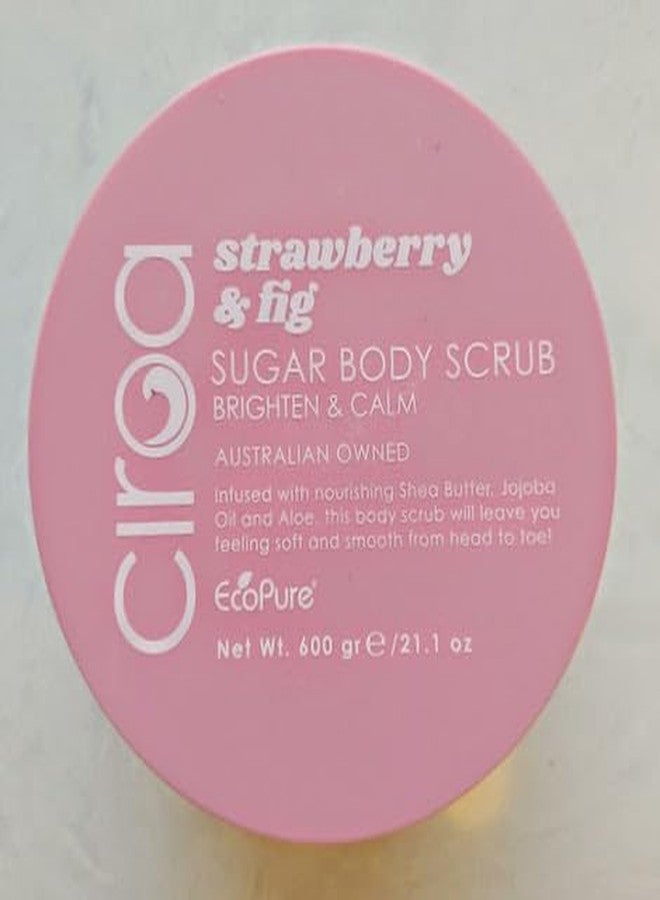 ciroa
strawberry
& fig
SUGAR BODY SCRUB
BRIGHTEN & CALM
AUSTRALIAN OWNED
Infused with nourishing Shea Butter, Jojoba
Oil and Aloe, this body scrub will leave you
feeling soft and smooth from head to toe!
EcoPure®
Net Wt. 600 gr ℮/21.1 oz